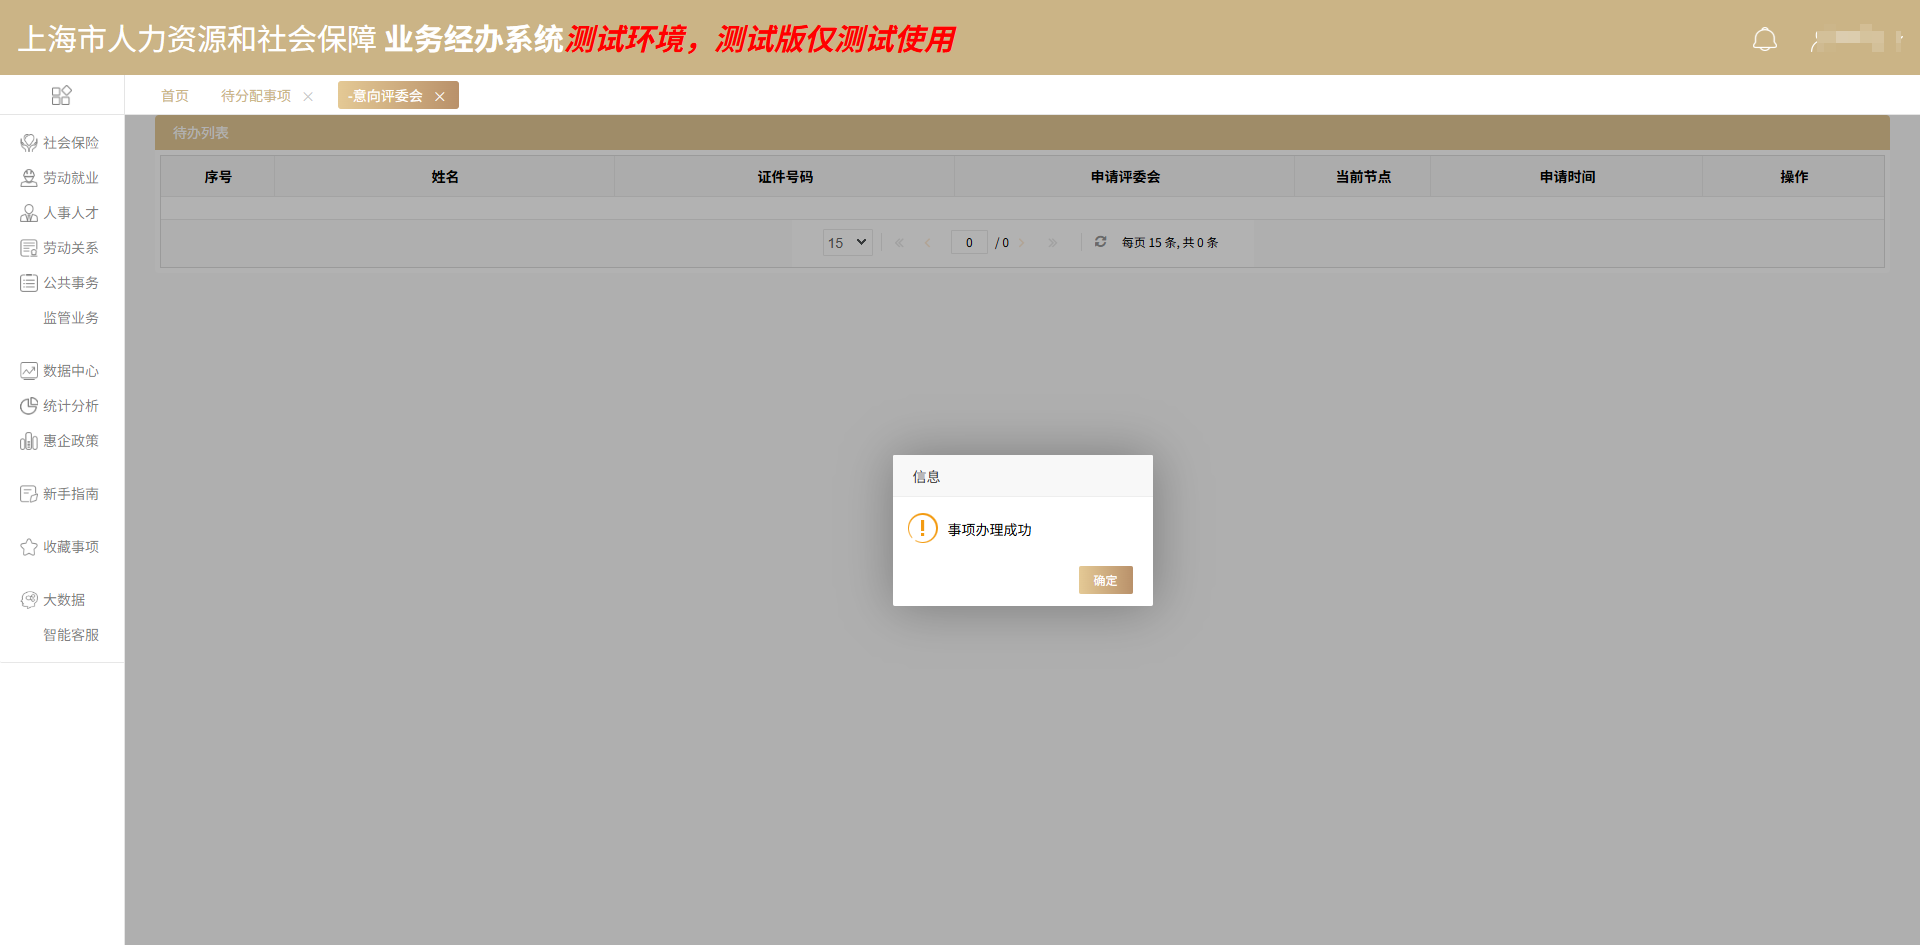 上海市人力资源和社会保障 业务经办系统测试环境，测试版仅测试使用
首页 待分配事项 -意向评委会
社会保险
劳动就业
人事人才
劳动关系
公共事务
监管业务
数据中心
统计分析
惠企政策
新手指南
收藏事项
大数据
智能客服
待办列表
序号 姓名 证件号码 申请评委会 当前节点 申请时间 操作
15 0 / 0 每页 15 条, 共 0 条
信息
事项办理成功
确定